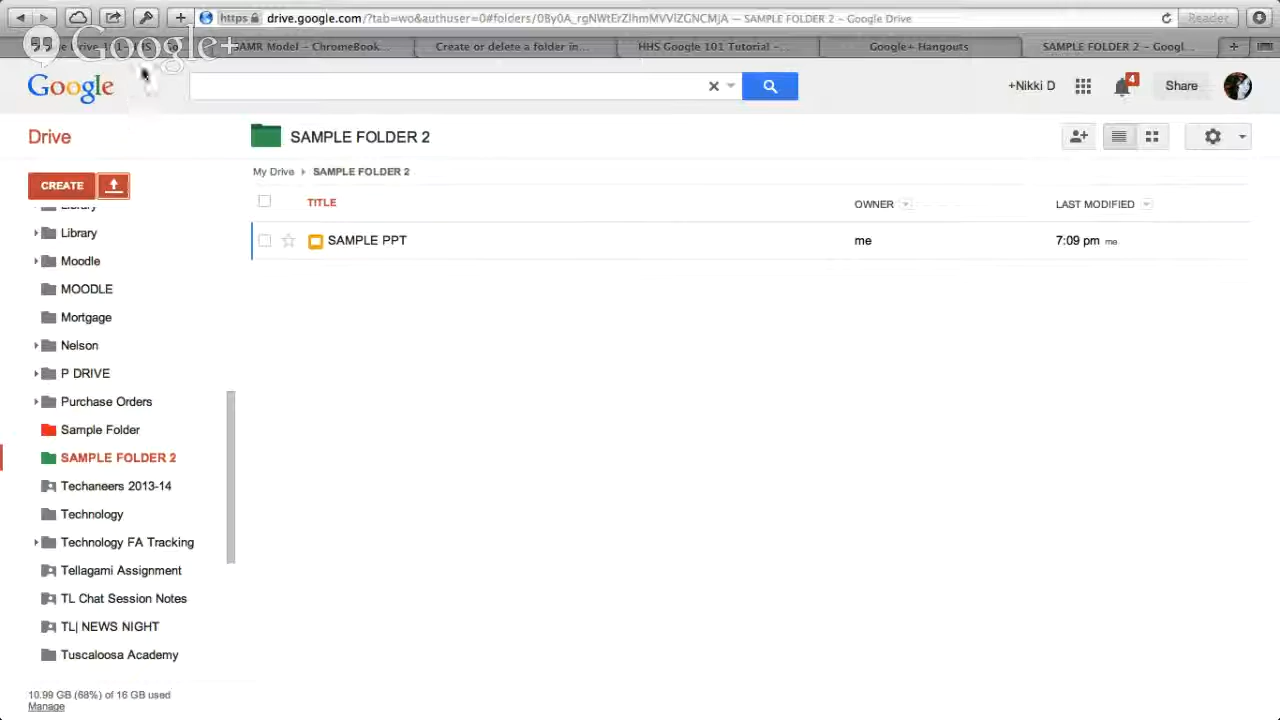 https drive.google.com/?tab=wo&authuser=0#folders/0By0A_rgNWtErZlhmMVVlZGNCMjA — SAMPLE FOLDER 2 – Google Drive Reader
Google+
SAMR Model – ChromeBook... Create or delete a folder in... HHS Google 101 Tutorial – ... Google+ Hangouts SAMPLE FOLDER 2 – Googl...
Google +Nikki D 4 Share
Drive SAMPLE FOLDER 2
My Drive SAMPLE FOLDER 2
CREATE
TITLE OWNER LAST MODIFIED
SAMPLE PPT me 7:09 pm me
Library
Library
Moodle
MOODLE
Mortgage
Nelson
P DRIVE
Purchase Orders
Sample Folder
SAMPLE FOLDER 2
Techaneers 2013-14
Technology
Technology FA Tracking
Tellagami Assignment
TL Chat Session Notes
TL| NEWS NIGHT
Tuscaloosa Academy
10.99 GB (68%) of 16 GB used
Manage